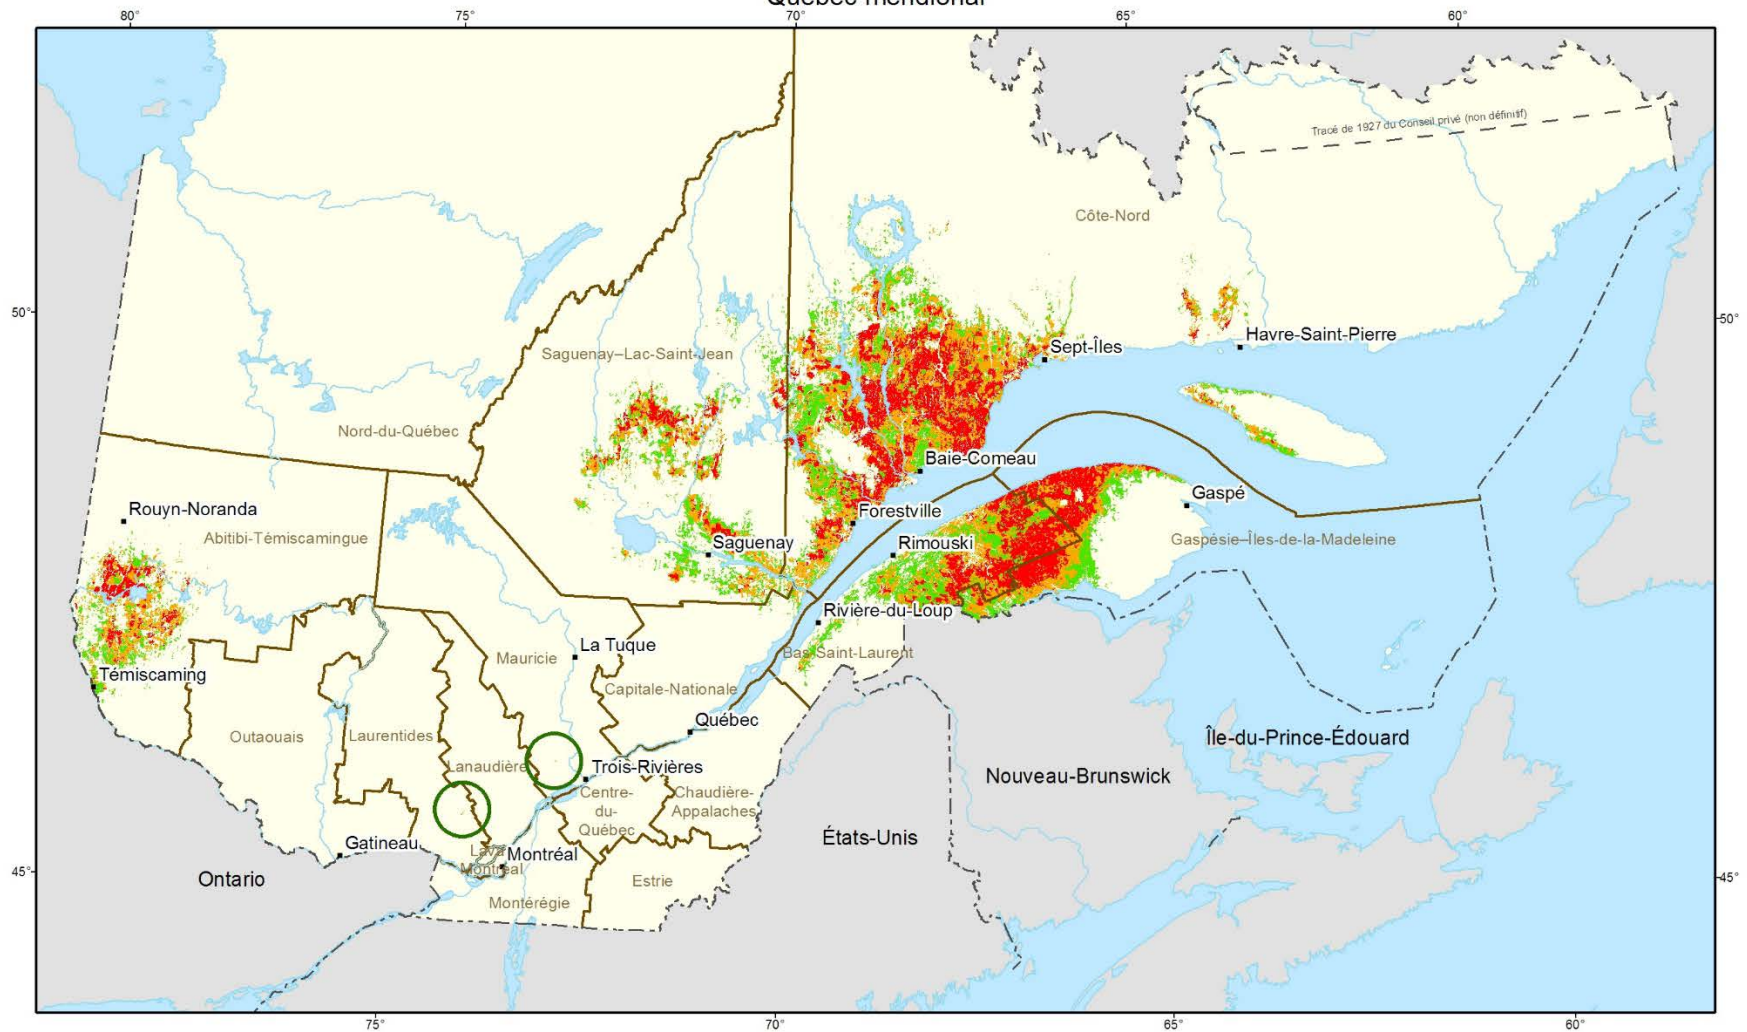 Québec méridional
80°
75°
70°
65°
60°
Tracé de 1927 du Conseil privé (non définitif)
Côte-Nord
50°
50°
Havre-Saint-Pierre
Sept-Îles
Saguenay–Lac-Saint-Jean
Nord-du-Québec
Baie-Comeau
Gaspé
Rouyn-Noranda
Forestville
Abitibi-Témiscamingue
Saguenay
Rimouski
Gaspésie–Îles-de-la-Madeleine
Rivière-du-Loup
La Tuque
Mauricie
Bas-Saint-Laurent
Témiscaming
Capitale-Nationale
Québec
Outaouais
Laurentides
Île-du-Prince-Édouard
Lanaudière
Trois-Rivières
Nouveau-Brunswick
Centre-
du-
Québec
Chaudière-
Appalaches
États-Unis
Gatineau
Montréal
Montréal
45°
45°
Ontario
Estrie
Montérégie
75°
70°
65°
60°